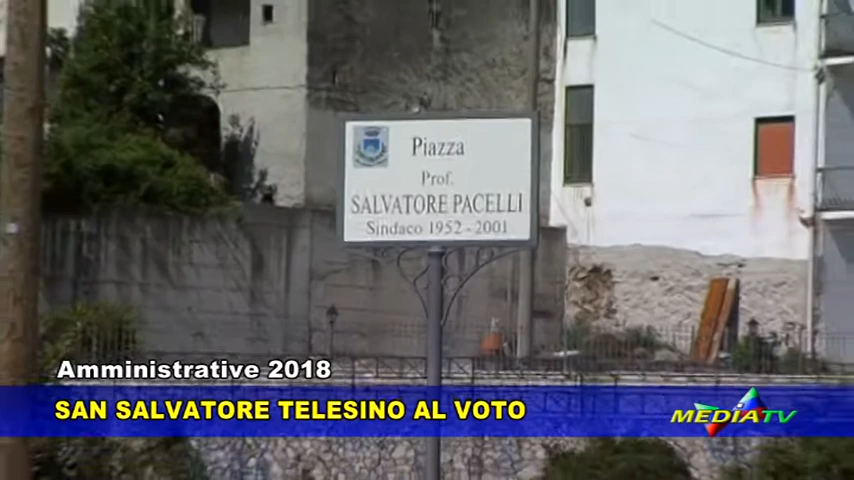 Piazza
Prof.
SALVATORE PACELLI
Sindaco 1952 - 2001
Amministrative 2018
SAN SALVATORE TELESINO AL VOTO
MEDIATV